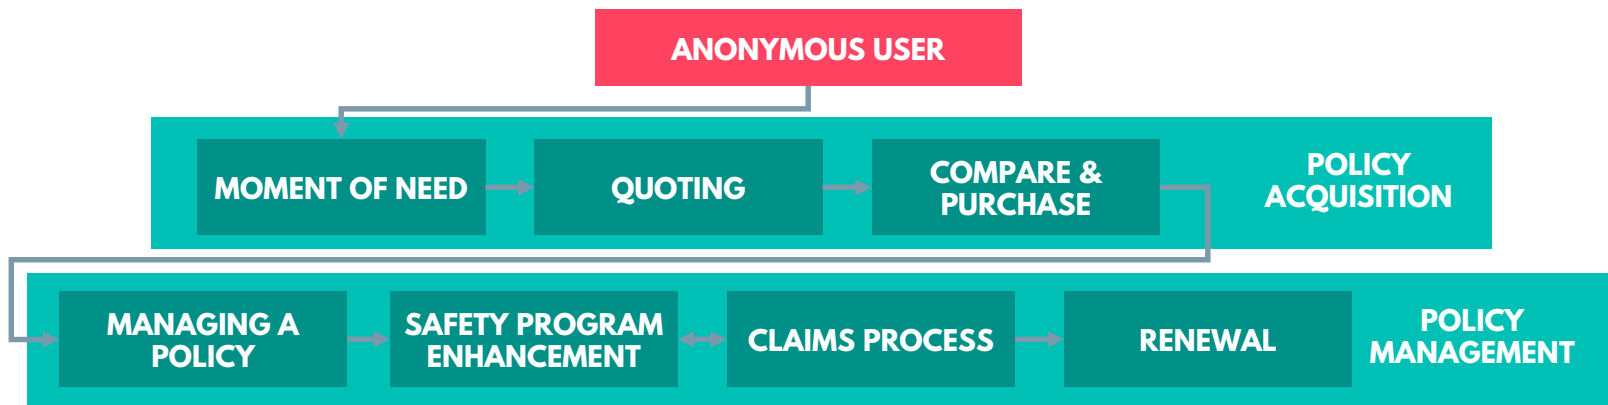 ANONYMOUS USER
MOMENT OF NEED
QUOTING
COMPARE &
PURCHASE
POLICY
ACQUISITION
MANAGING A
POLICY
SAFETY PROGRAM
ENHANCEMENT
CLAIMS PROCESS
RENEWAL
POLICY
MANAGEMENT